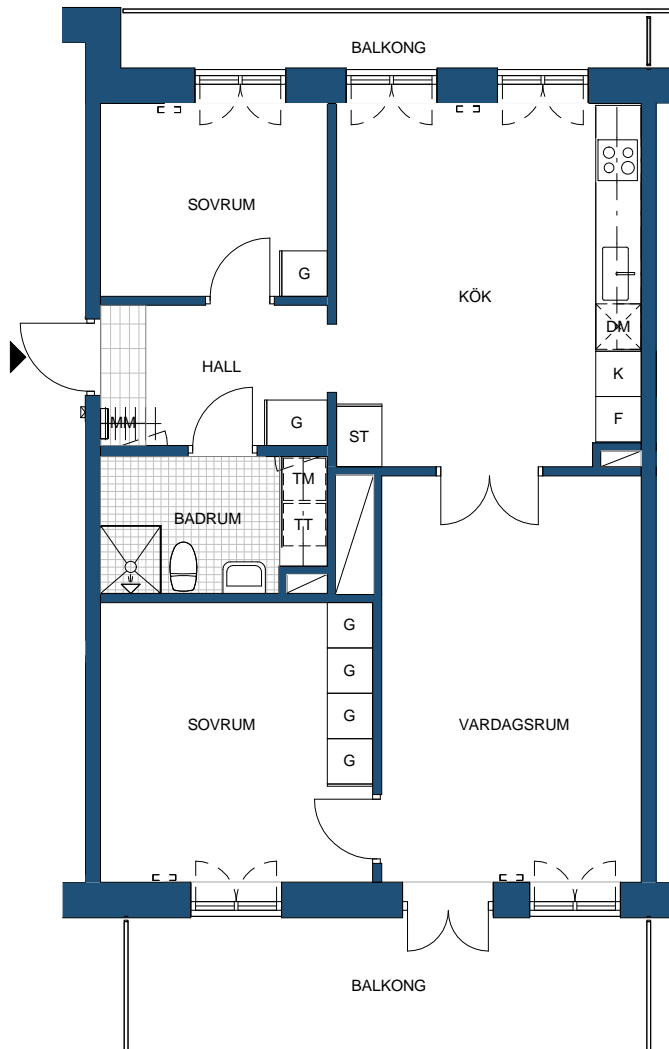 BALKONG
SOVRUM
G
KÖK
DM
HALL
K
MM
G
ST
F
TM
BADRUM
TT
G
G
SOVRUM
G
VARDAGSRUM
G
BALKONG